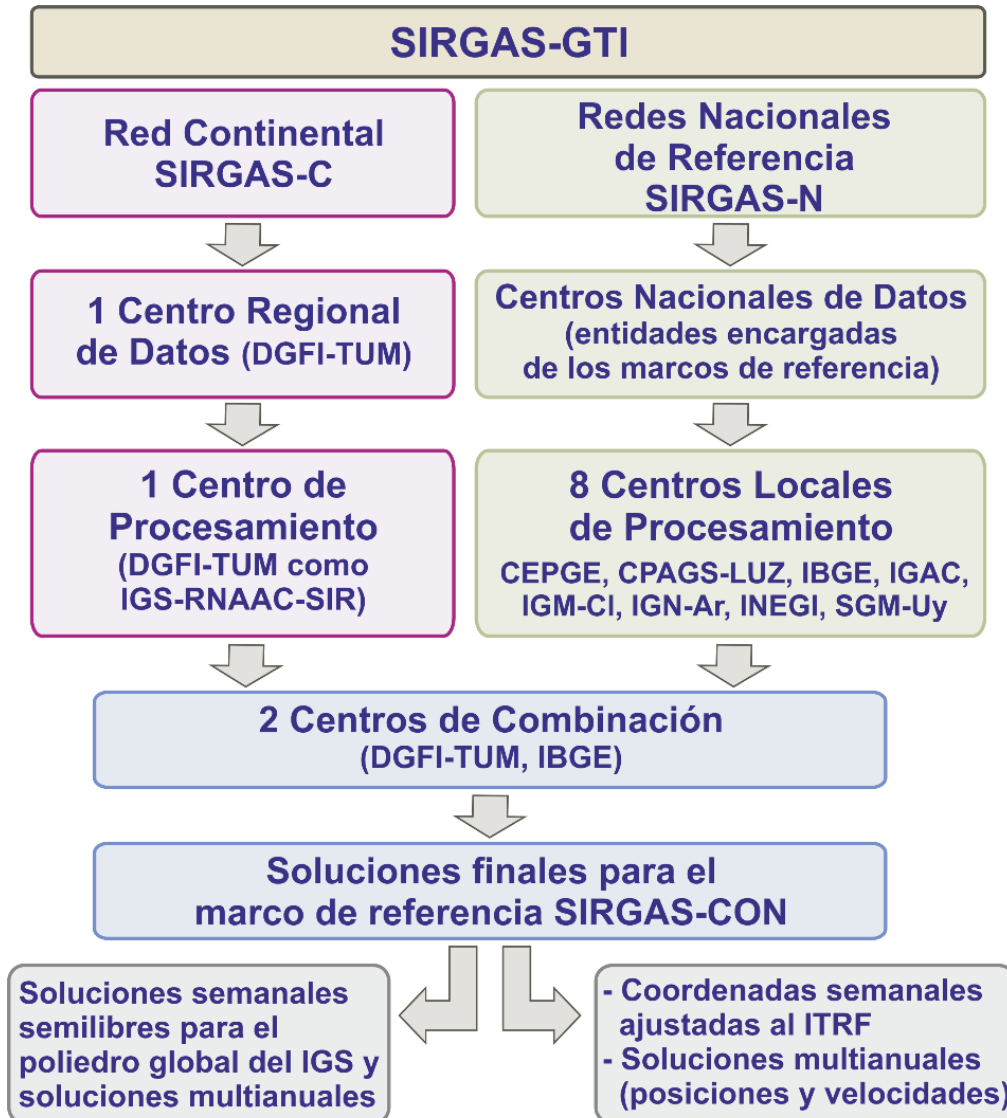 SIRGAS-GTI
Red Continental
SIRGAS-C
Redes Nacionales
de Referencia
SIRGAS-N
1 Centro Regional
de Datos (DGFI-TUM)
Centros Nacionales de Datos
(entidades encargadas
de los marcos de referencia)
1 Centro de
Procesamiento
(DGFI-TUM como
IGS-RNAAC-SIR)
8 Centros Locales
de Procesamiento
CEPGE, CPAGS-LUZ, IBGE, IGAC,
IGM-Cl, IGN-Ar, INEGI, SGM-Uy
2 Centros de Combinación
(DGFI-TUM, IBGE)
Soluciones finales para el
marco de referencia SIRGAS-CON
Soluciones semanales
semilibres para el
poliedro global del IGS y
soluciones multianuales
- Coordenadas semanales
ajustadas al ITRF
- Soluciones multianuales
(posiciones y velocidades)